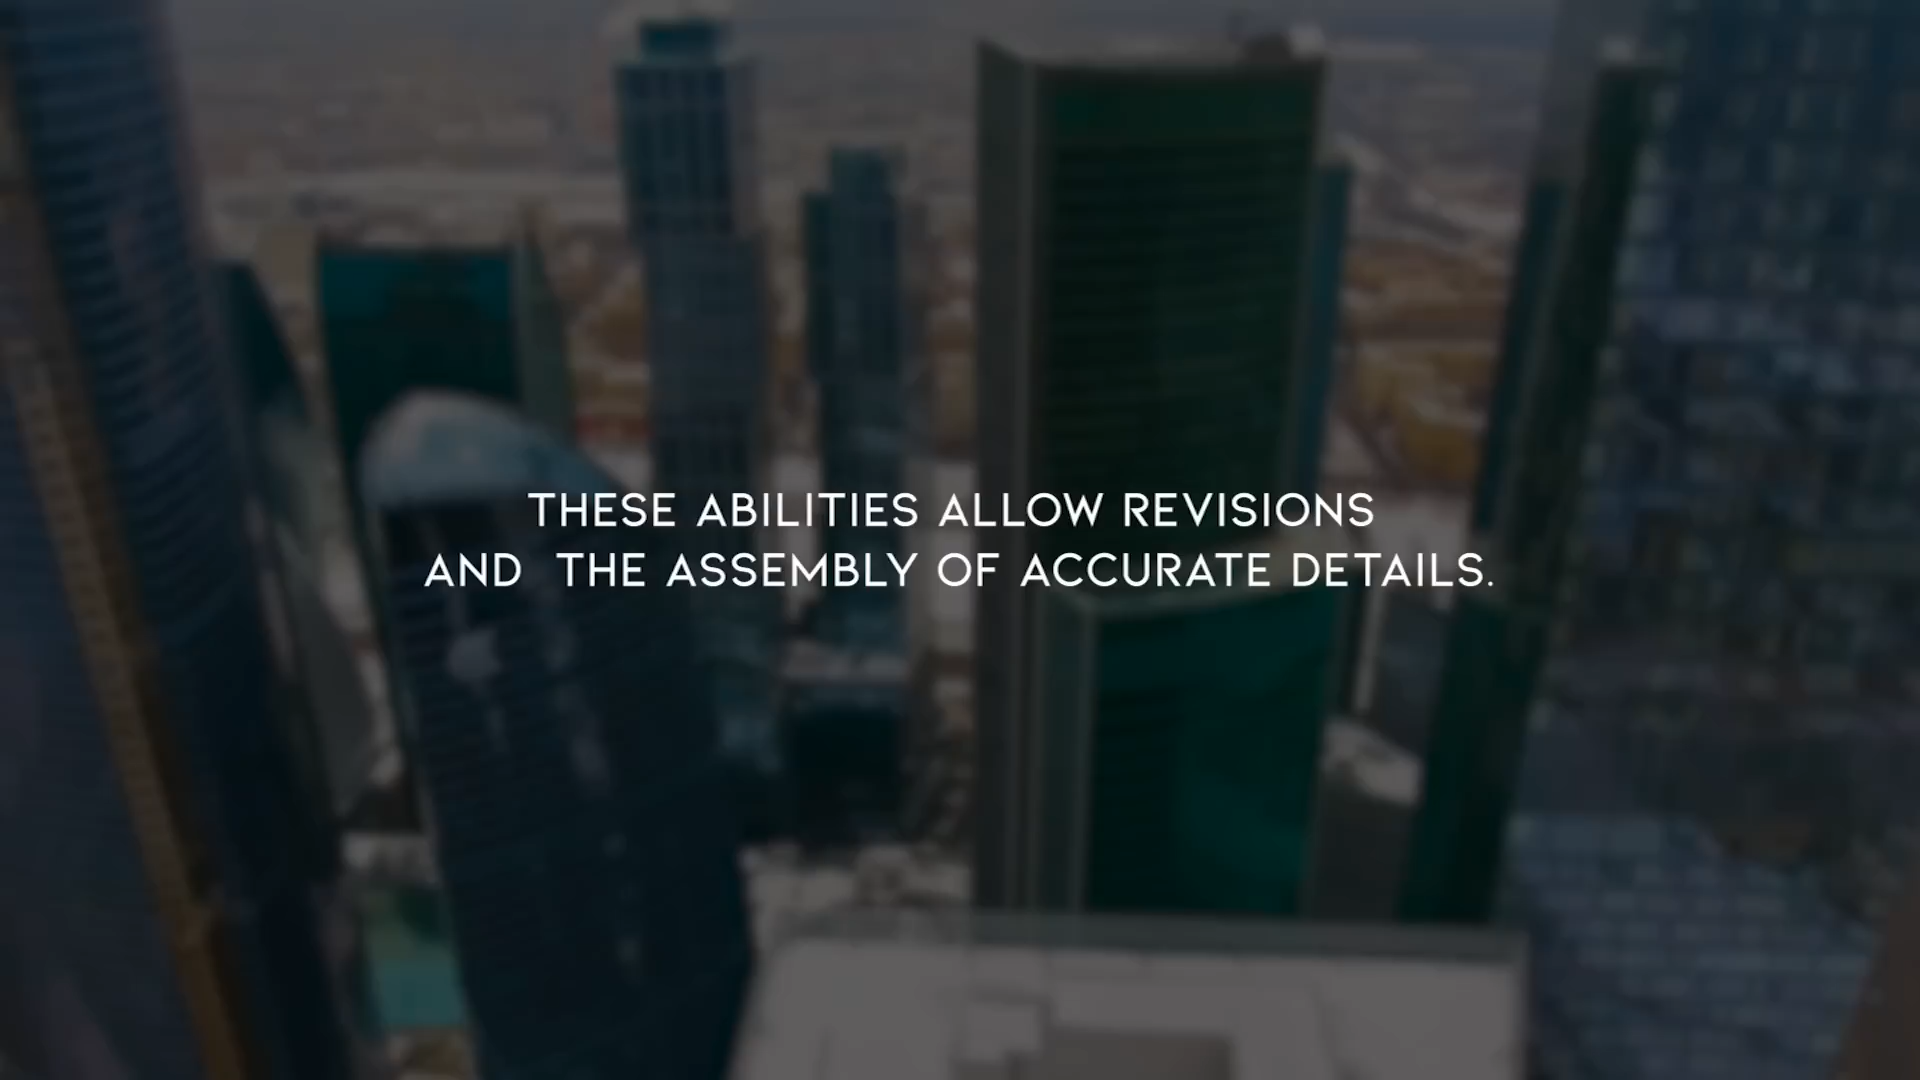 THESE ABILITIES ALLOW REVISIONS
AND  THE ASSEMBLY OF ACCURATE DETAILS.